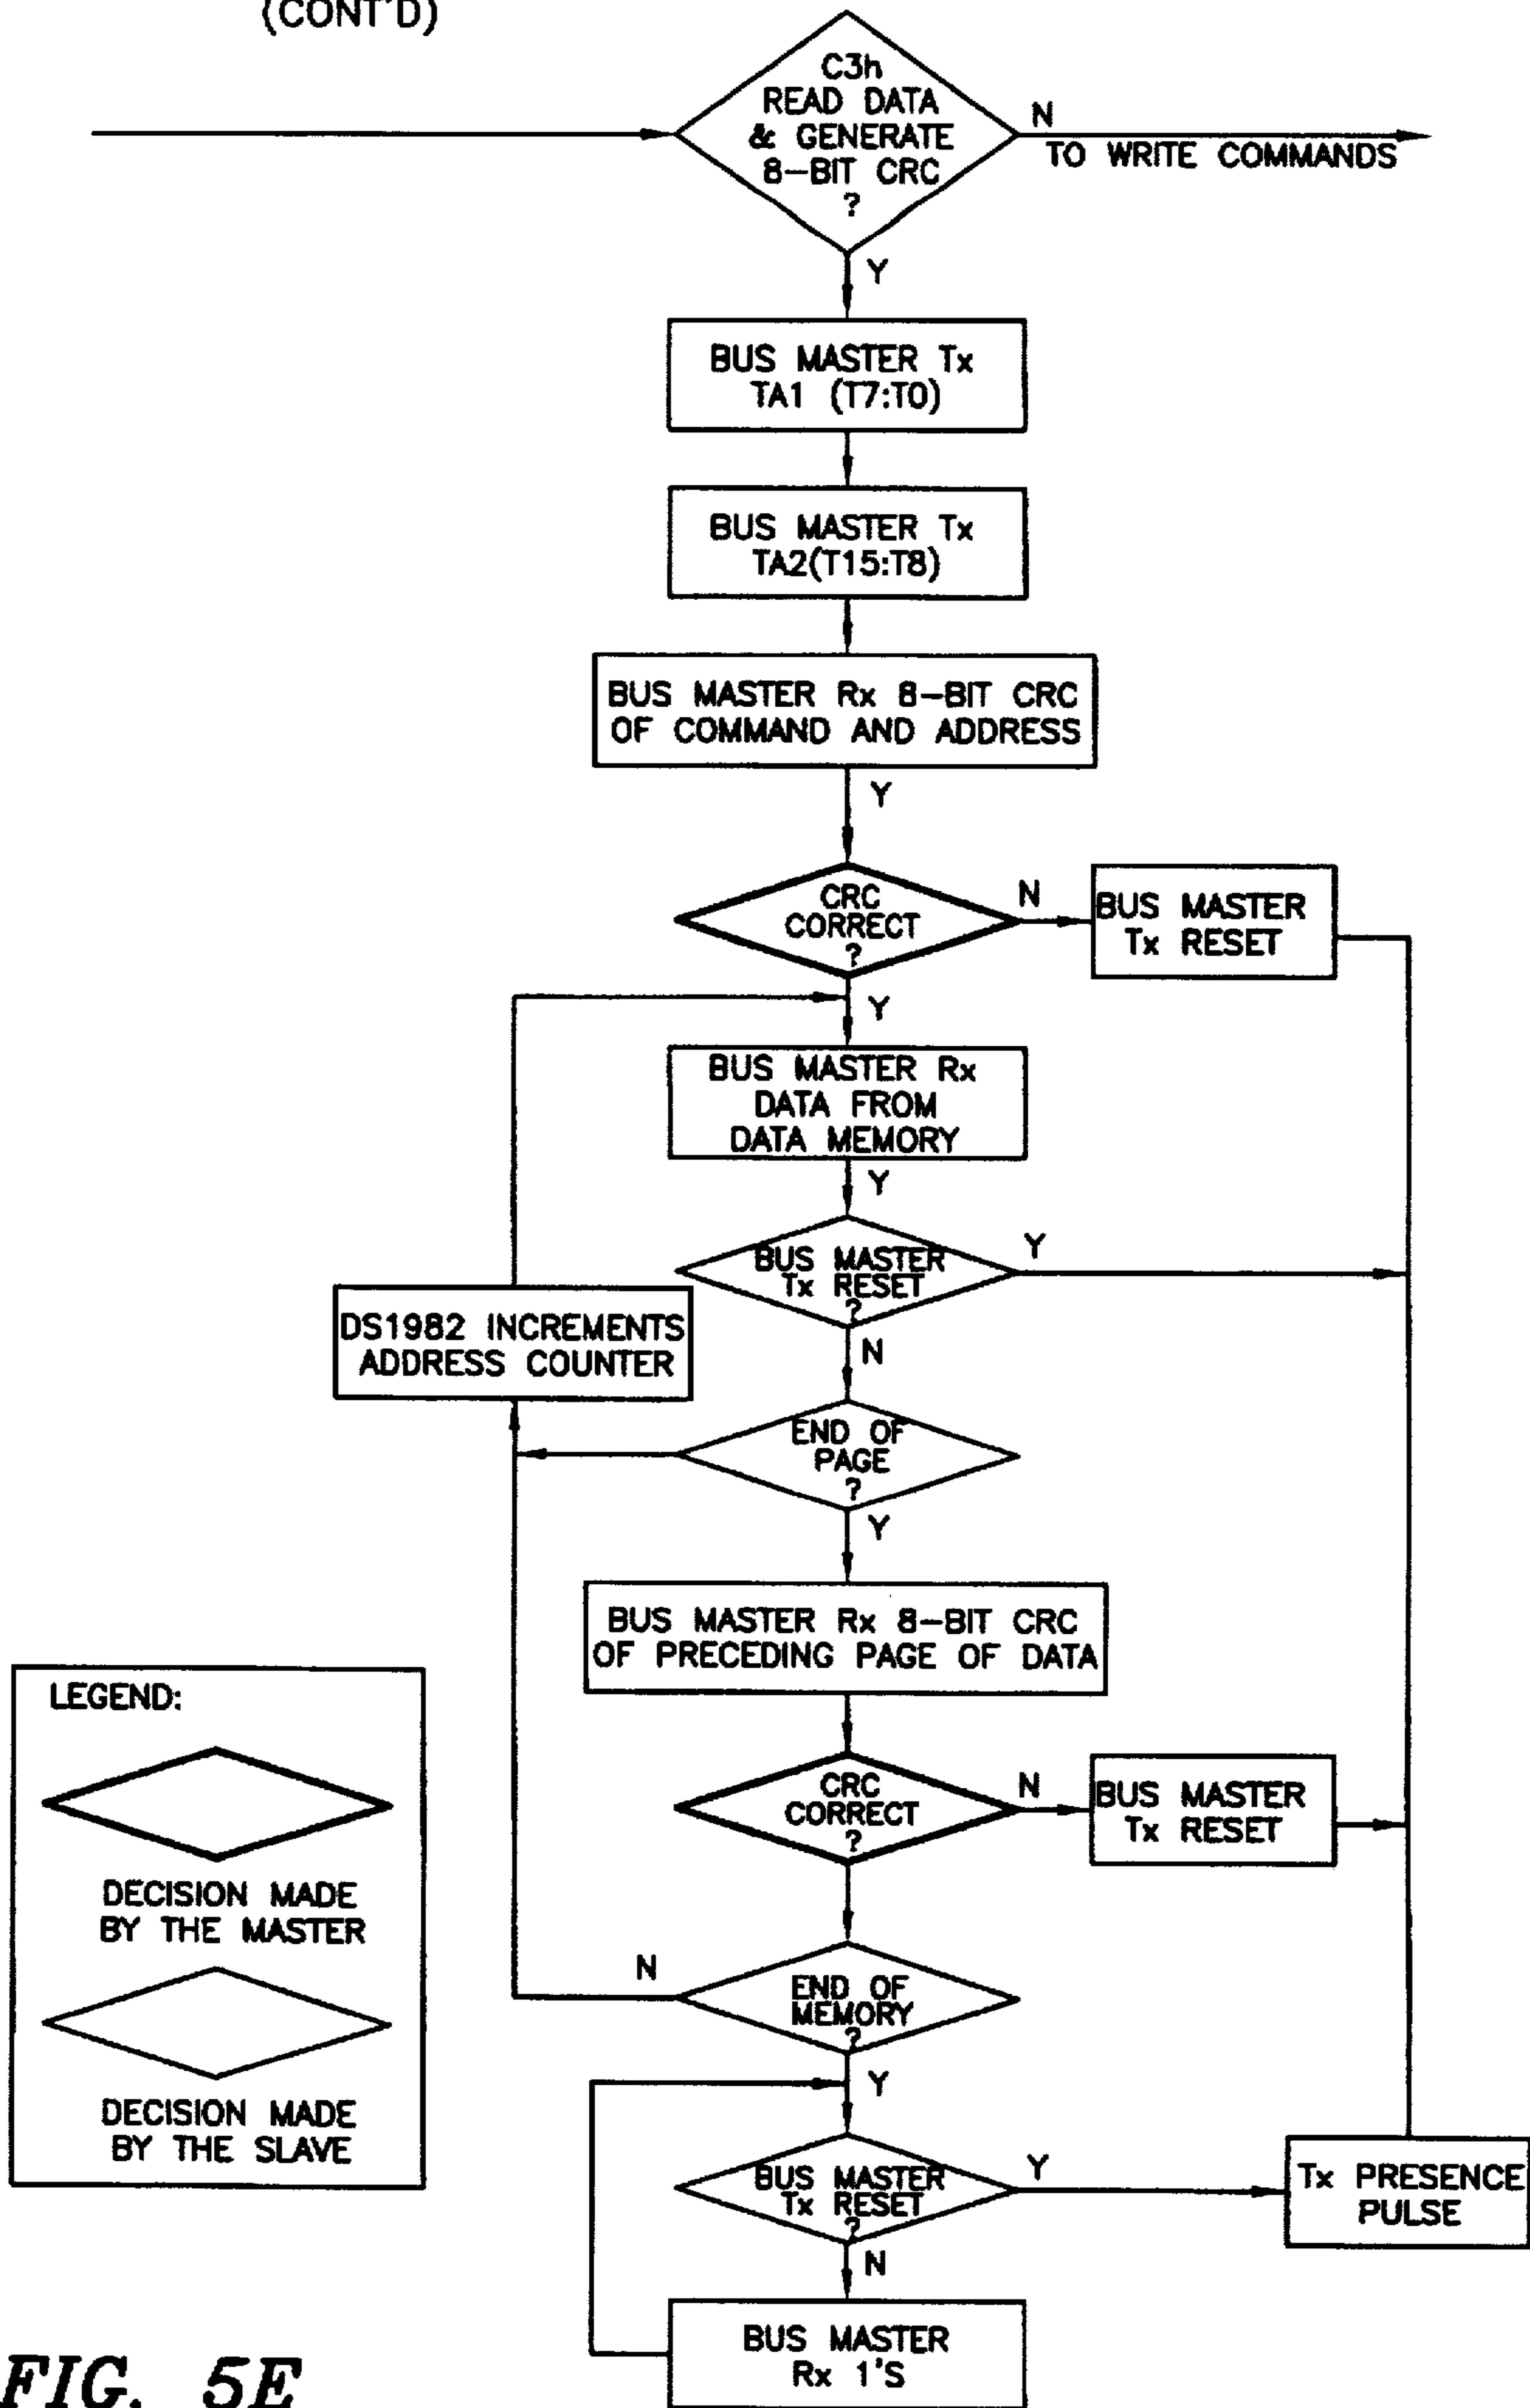 (CONT'D)
C3h
READ DATA
& GENERATE
8-BIT CRC
?
N
TO WRITE COMMANDS
Y
BUS MASTER Tx
TA1 (T7:T0)
BUS MASTER Tx
TA2(T15:T8)
BUS MASTER Rx 8-BIT CRC
OF COMMAND AND ADDRESS
Y
CRC
CORRECT
?
N
BUS MASTER
Tx RESET
Y
BUS MASTER Rx
DATA FROM
DATA MEMORY
Y
BUS MASTER
Tx RESET
?
Y
DS1982 INCREMENTS
ADDRESS COUNTER
N
END OF
PAGE
?
Y
BUS MASTER Rx 8-BIT CRC
OF PRECEDING PAGE OF DATA
LEGEND:
DECISION MADE
BY THE MASTER
DECISION MADE
BY THE SLAVE
CRC
CORRECT
?
N
BUS MASTER
Tx RESET
N
END OF
MEMORY
?
Y
BUS MASTER
Tx RESET
?
Y
Tx PRESENCE
PULSE
N
BUS MASTER
Rx 1'S
FIG. 5E